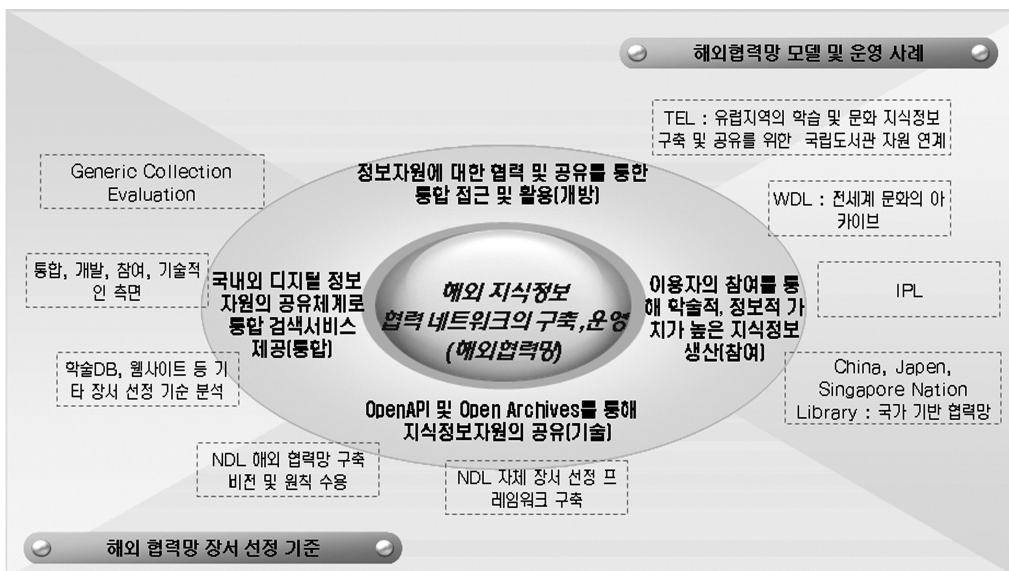 해외협력망 모델 및 운영 사례
TEL : 유럽지역의 학습 및 문화 지식정보
구축 및 공유를 위한 국립도서관 자원 연계
Generic Collection
Evaluation
정보자원에 대한 협력 및 공유를 통한
통합 접근 및 활용(개방)
WDL : 전세계 문화의 아
카이브
통합, 개발, 참여, 기술적
인 측면
국내외 디지털 정보
자원의 공유체계로
통합 검색서비스
제공(통합)
해외 지식정보
협력 네트워크의 구축,운영
(해외협력망)
이용자의 참여를 통
해 학술적, 정보적 가
치가 높은 지식정보
생산(참여)
IPL
학술DB, 웹사이트 등 기
타 장서 선정 기준 분석
China, Japen,
Singapore Nation
Library : 국가 기반 협력망
OpenAPI 및 Open Archives를 통해
지식정보자원의 공유(기술)
NDL 해외 협력망 구축
비전 및 원칙 수용
NDL 자체 장서 선정 프
레임워크 구축
해외 협력망 장서 선정 기준